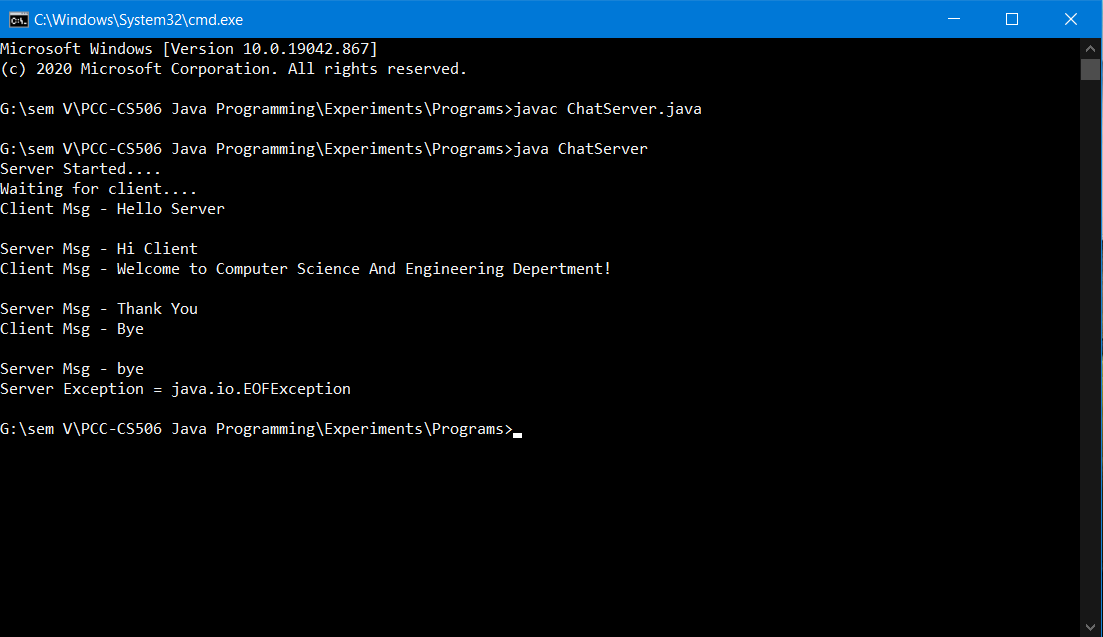 C:\Windows\System32\cmd.exe
Microsoft Windows [Version 10.0.19042.867]
(c) 2020 Microsoft Corporation. All rights reserved.
G:\sem V\PCC-CS506 Java Programming\Experiments\Programs>javac ChatServer.java
G:\sem V\PCC-CS506 Java Programming\Experiments\Programs>java ChatServer
Server Started....
Waiting for client....
Client Msg - Hello Server
Server Msg - Hi Client
Client Msg - Welcome to Computer Science And Engineering Depertment!
Server Msg - Thank You
Client Msg - Bye
Server Msg - bye
Server Exception = java.io.EOFException
G:\sem V\PCC-CS506 Java Programming\Experiments\Programs>